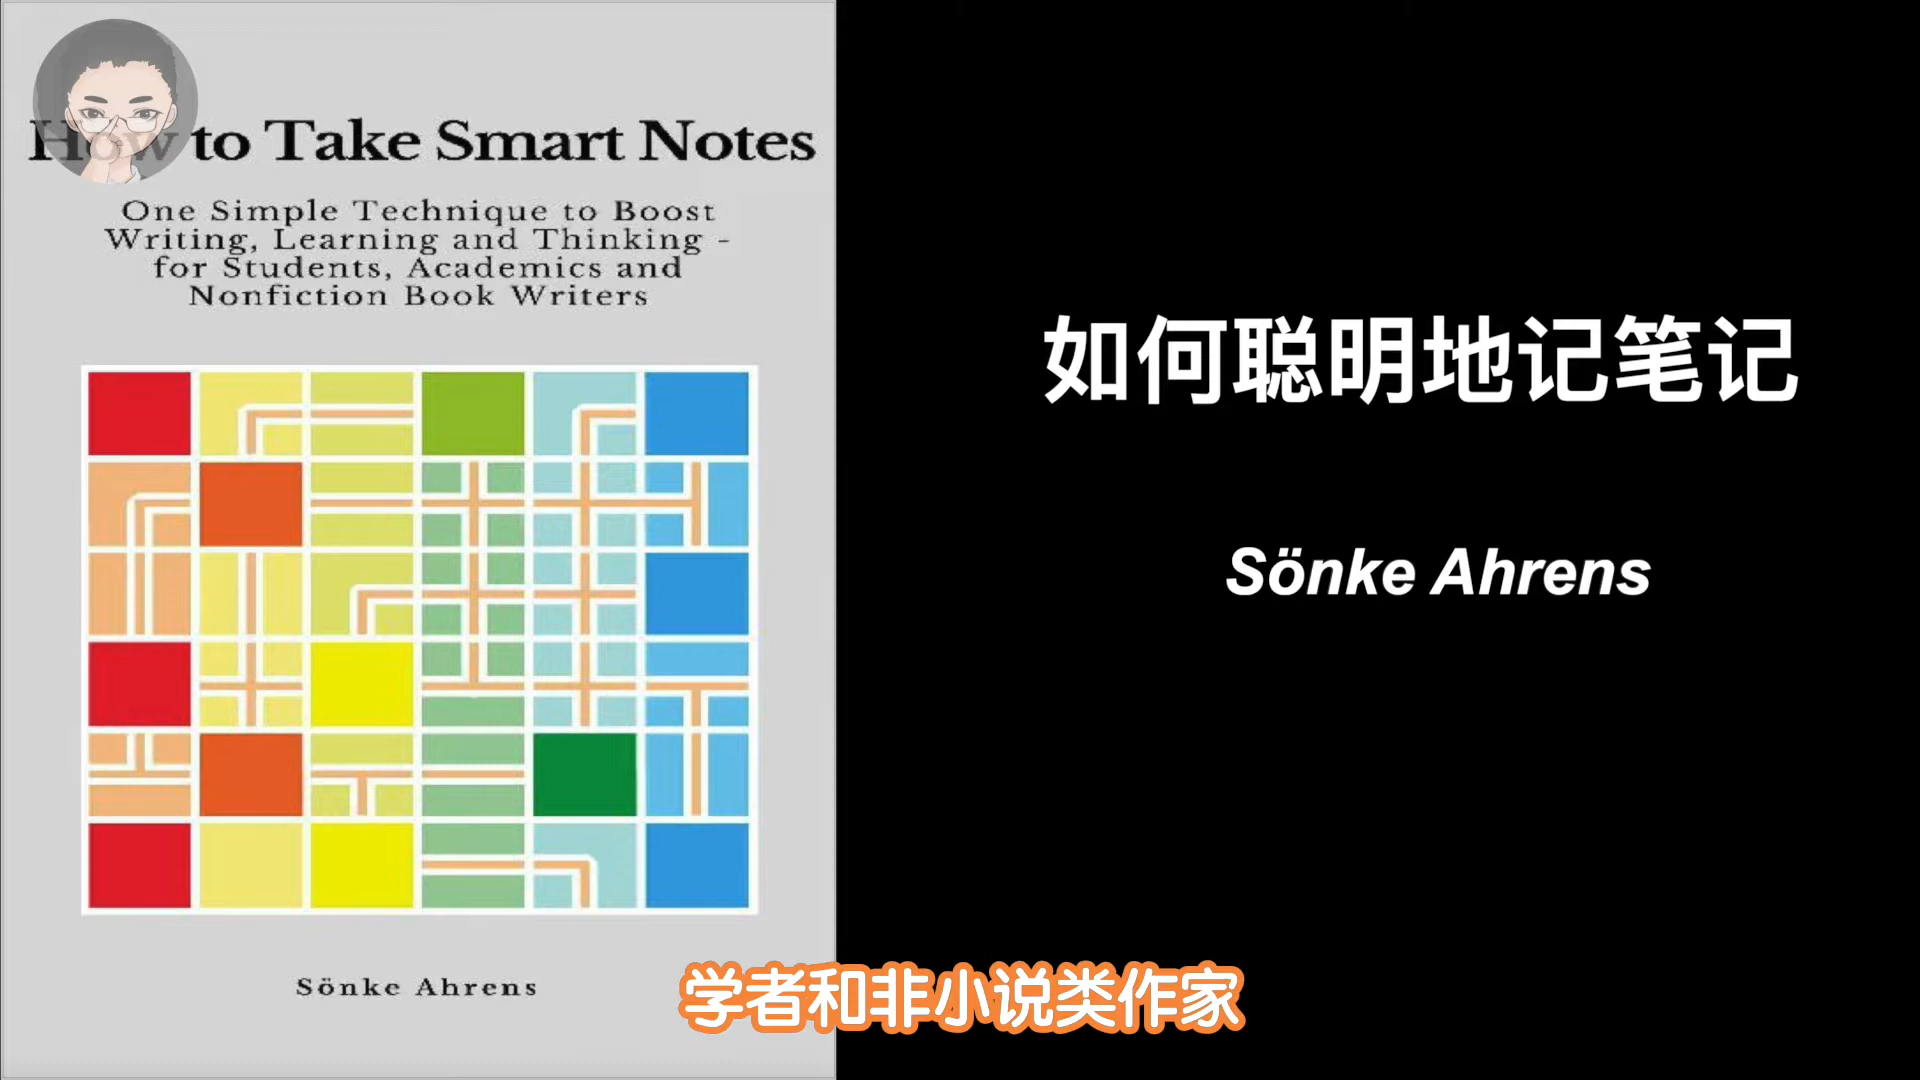 How to Take Smart Notes
One Simple Technique to Boost
Writing, Learning and Thinking -
for Students, Academics and
Nonfiction Book Writers
Sönke Ahrens
如何聪明地记笔记
Sönke Ahrens
学者和非小说类作家